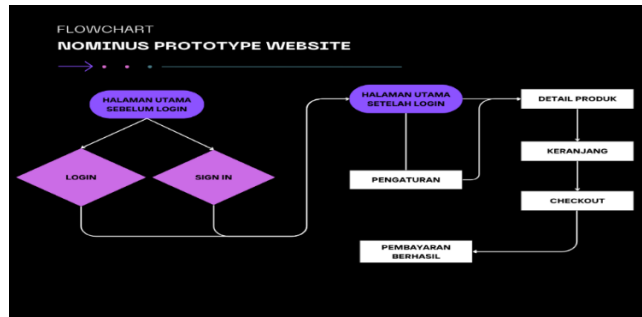 FLOWCHART
NOMINUS PROTOTYPE WEBSITE
HALAMAN UTAMA
SEBELUM LOGIN
LOGIN
SIGN IN
HALAMAN UTAMA
SETELAH LOGIN
PENGATURAN
DETAIL PRODUK
KERANJANG
CHECKOUT
PEMBAYARAN
BERHASIL